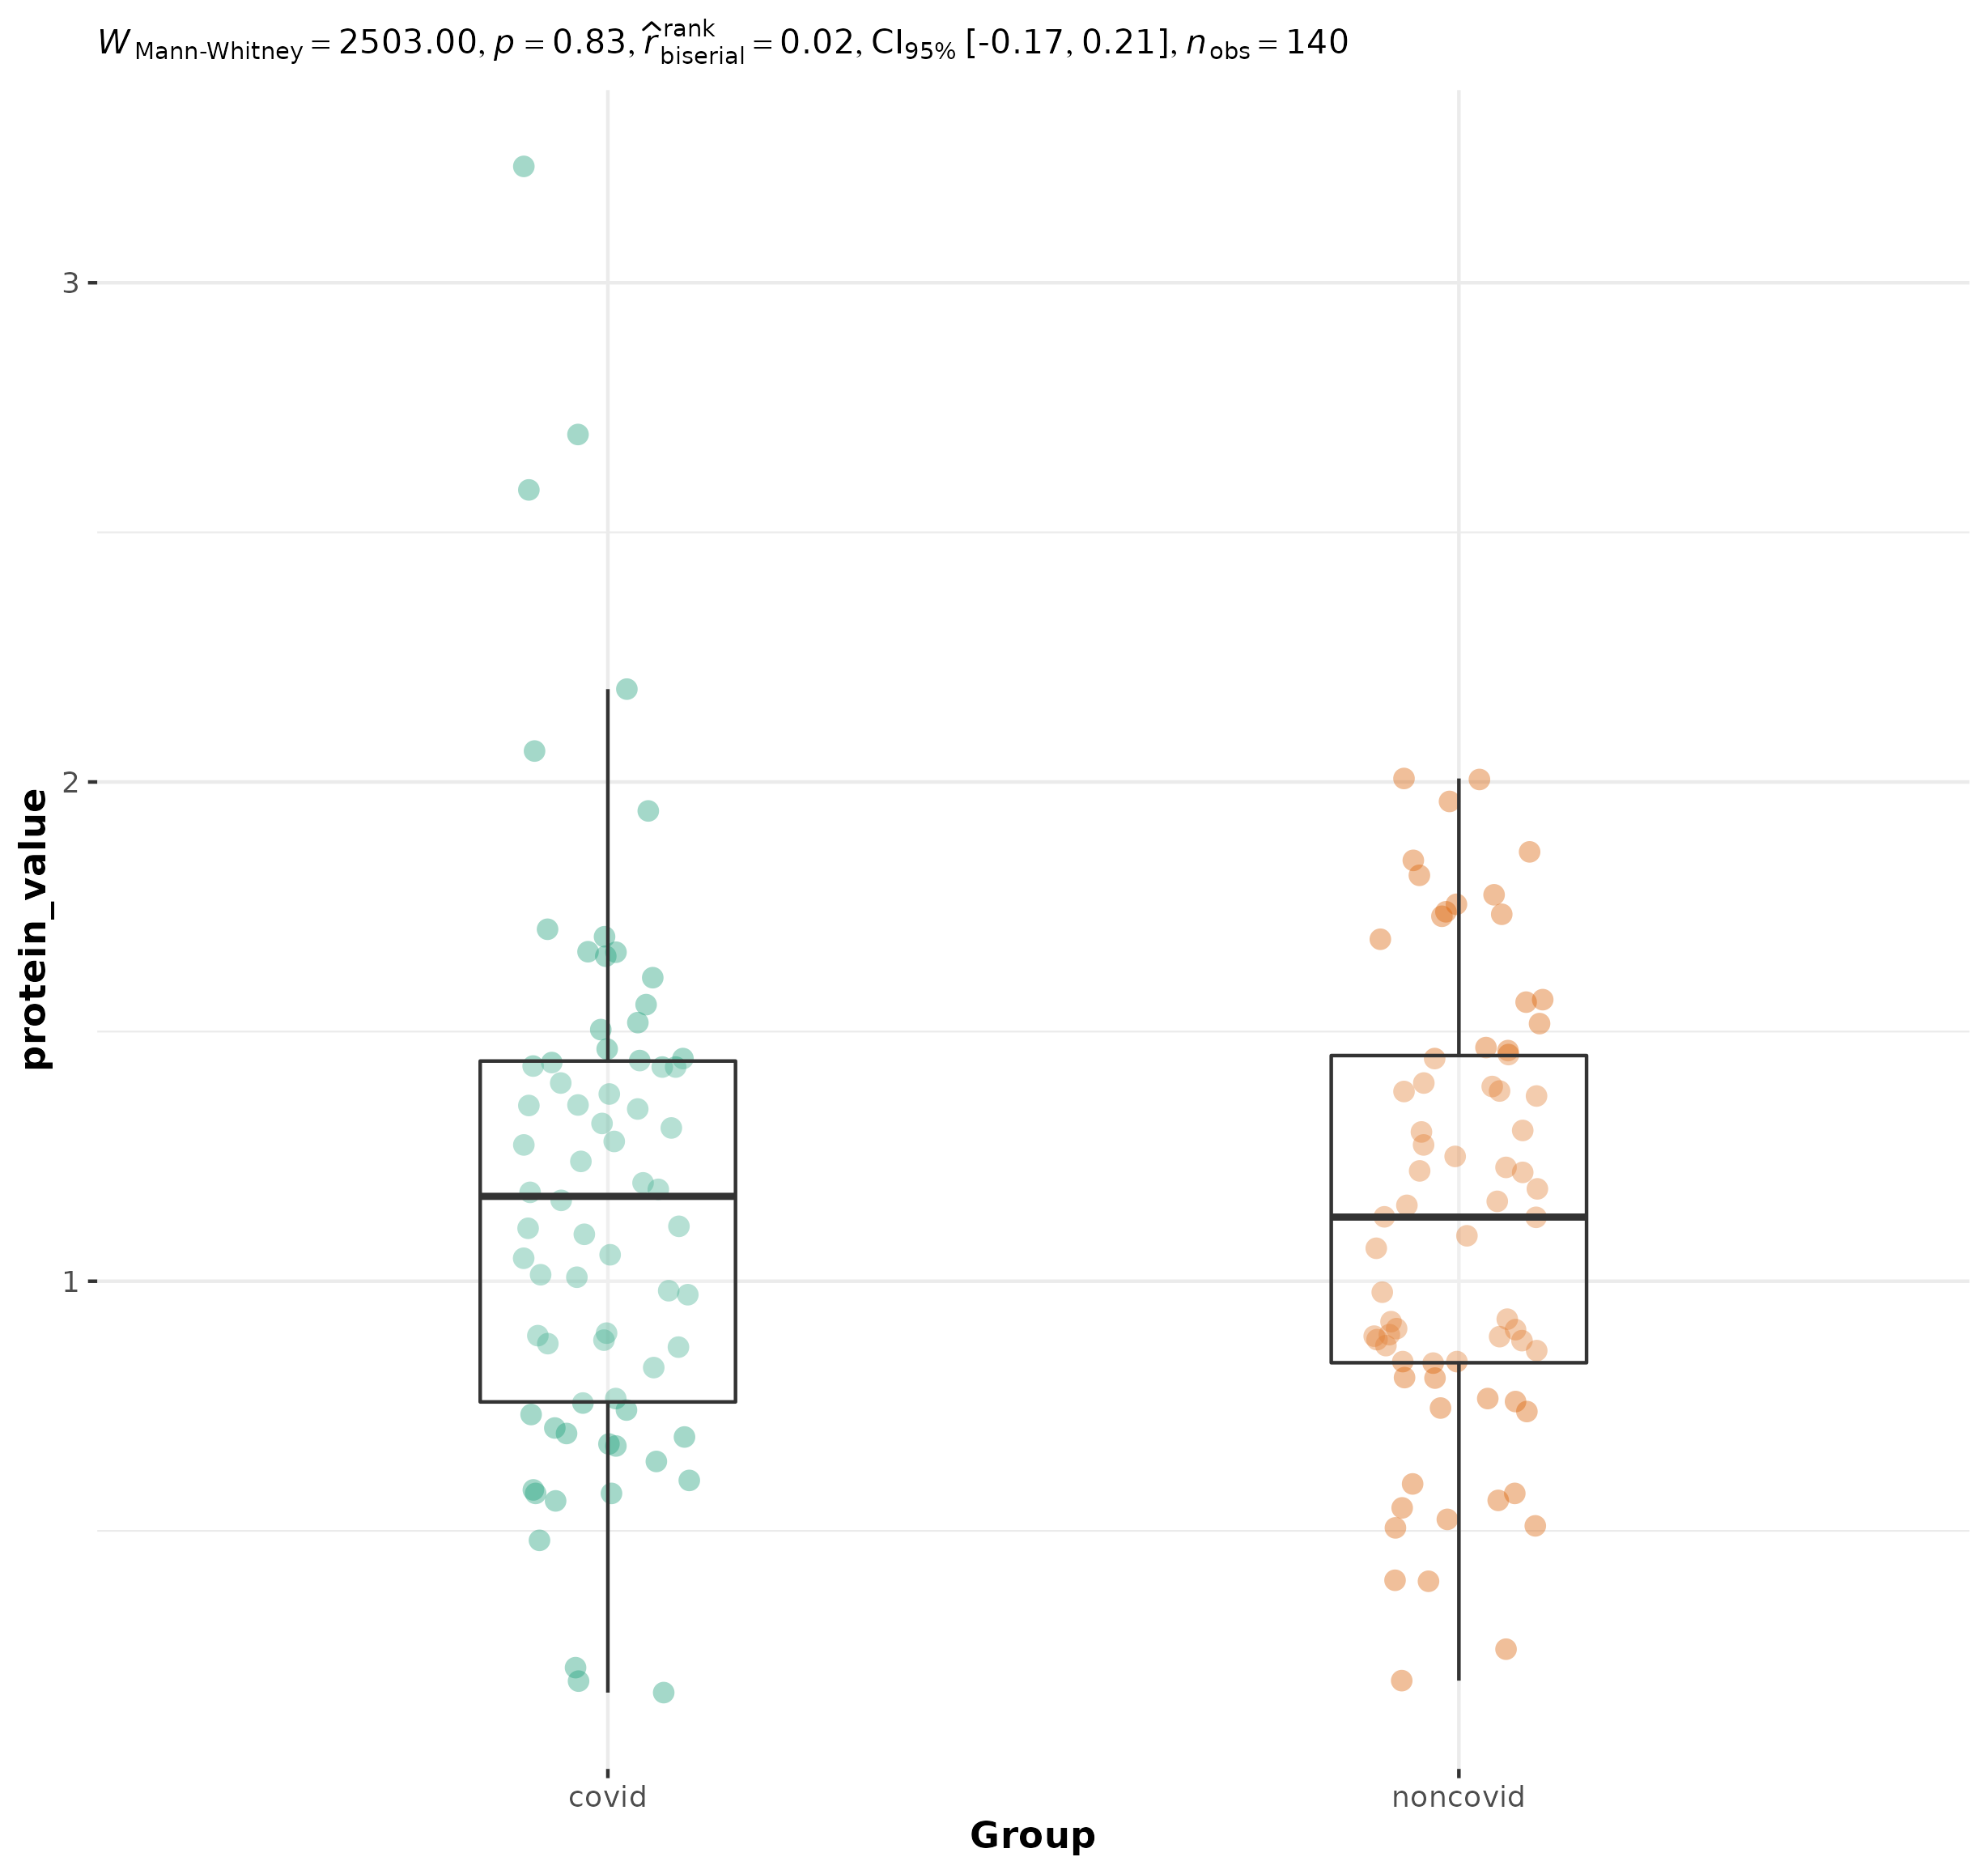 W Mann-Whitney = 2503.00, p = 0.83, r̂ rank biserial = 0.02, CI95% [-0.17, 0.21], n obs = 140
3
2
1
protein_value
covid noncovid
Group